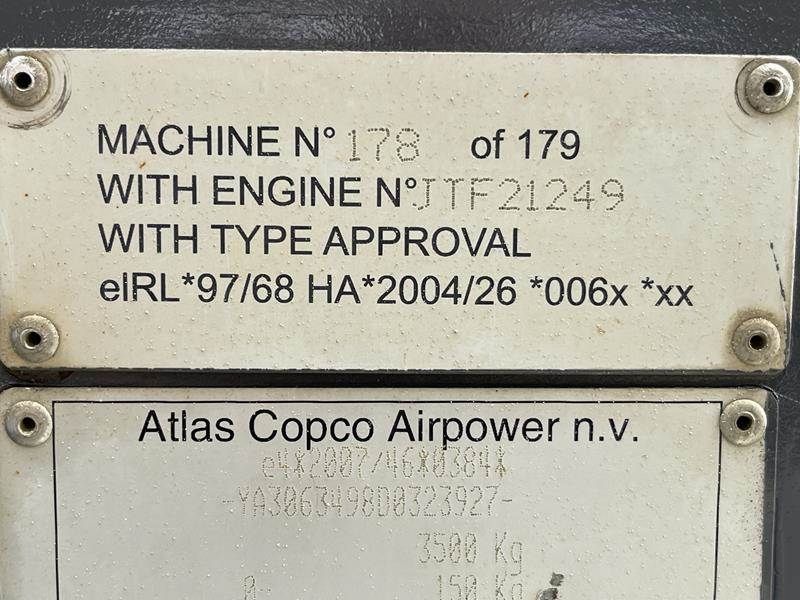 MACHINE N° 178 of 179
WITH ENGINE N° JTF21249
WITH TYPE APPROVAL
eIRL*97/68 HA*2004/26 *006x *xx
Atlas Copco Airpower n.v.
e4*2007/46*0384*
-YA3063498D0323927-
3500 Kg
0- 150 Kg